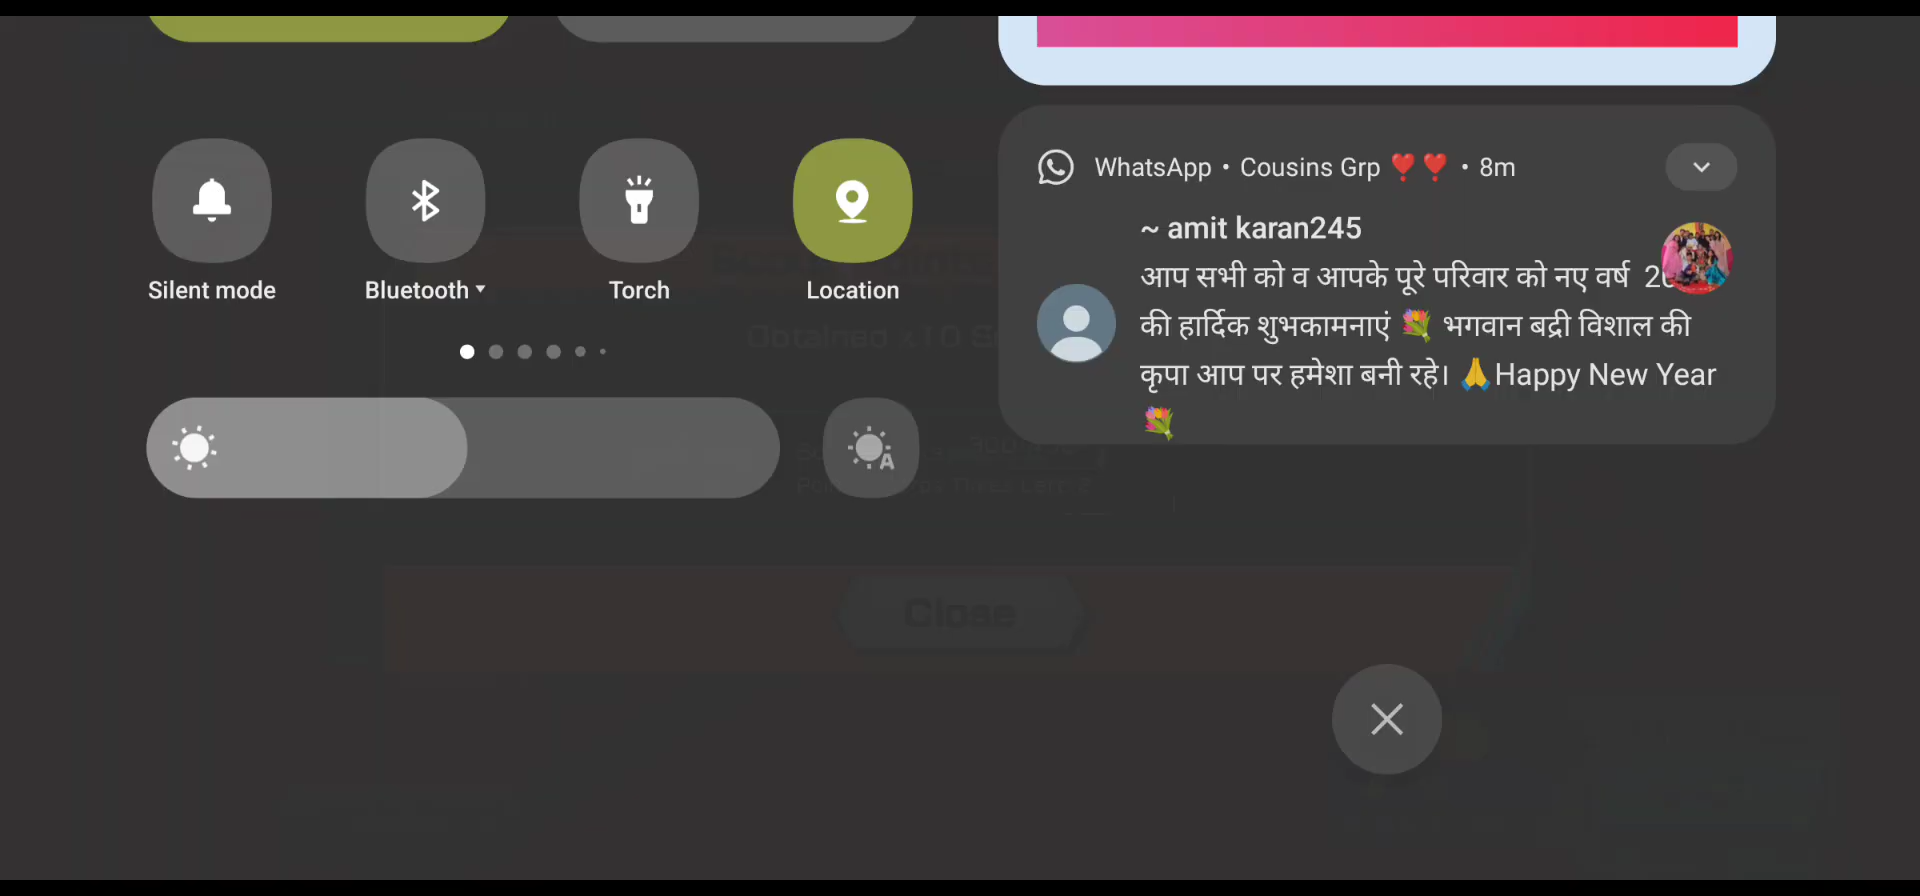 WhatsApp • Cousins Grp ❣️❣️ • 8m
~ amit karan245
आप सभी को व आपके पूरे परिवार को नए वर्ष
की हार्दिक शुभकामनाएं 💐 भगवान बद्री विशाल की
कृपा आप पर हमेशा बनी रहे। 🙏Happy New Year
💐
Silent mode
Bluetooth
Torch
Location
A
Close